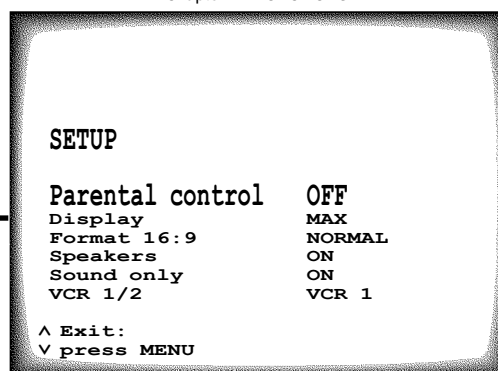 SETUP
Parental control OFF
Display MAX
Format 16:9 NORMAL
Speakers ON
Sound only ON
VCR 1/2 VCR 1
∧ Exit:
∨ press MENU